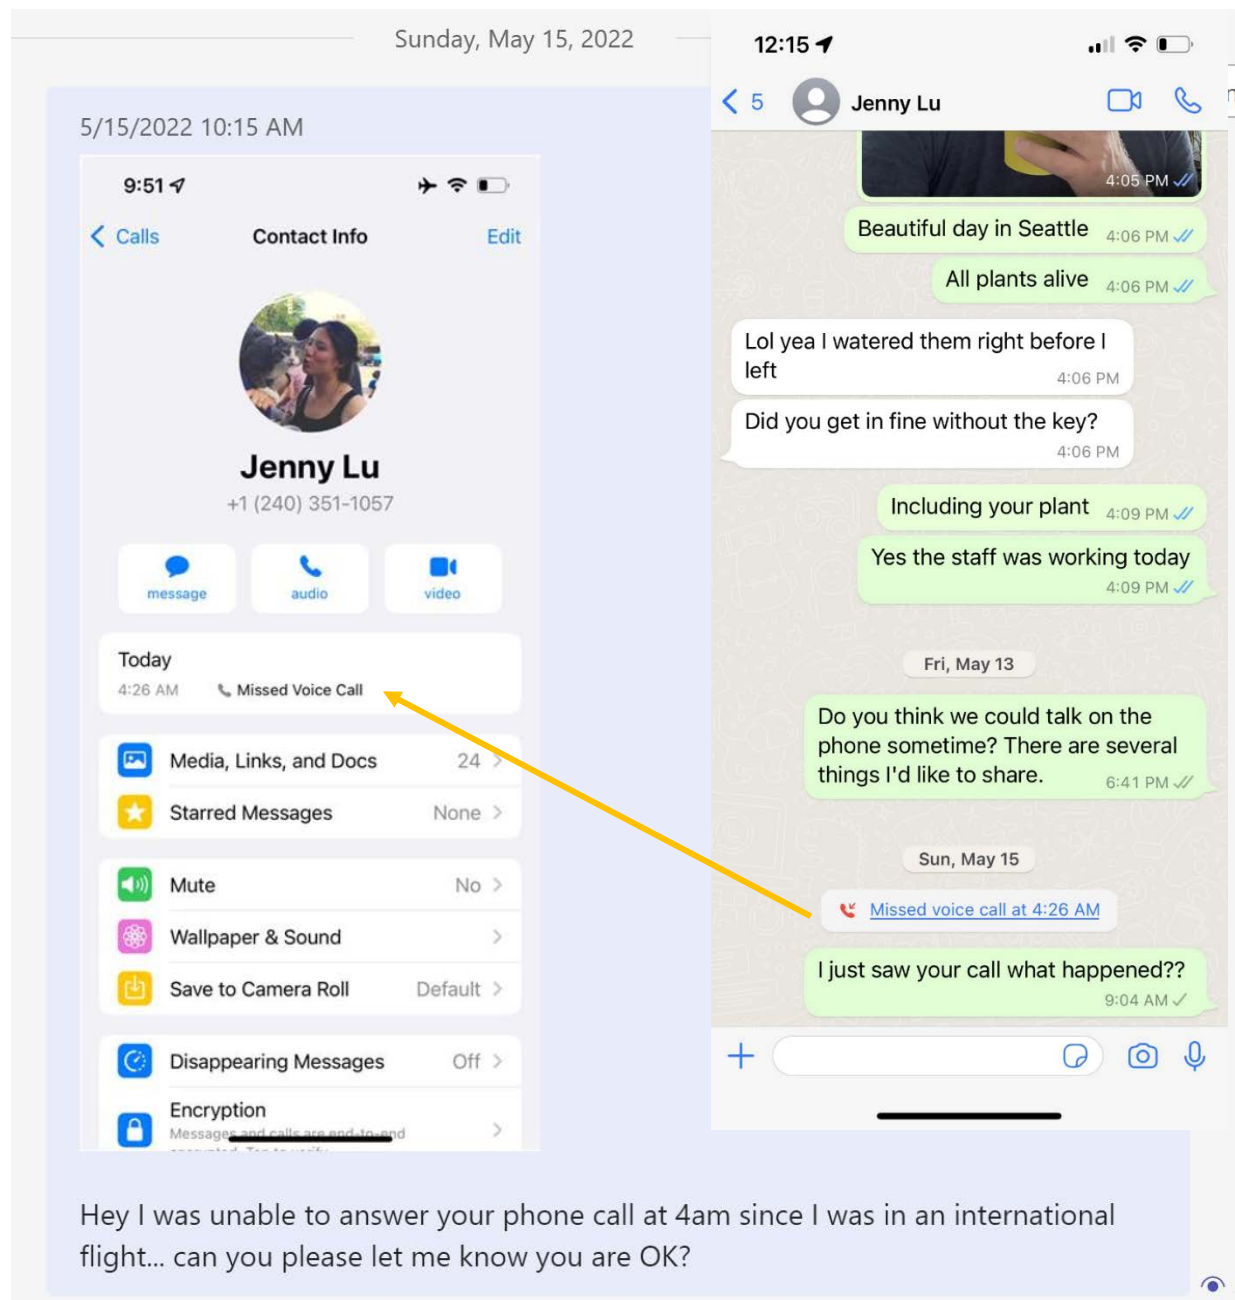 Sunday, May 15, 2022
5/15/2022 10:15 AM
9:51
Calls
Contact Info
Edit
Jenny Lu
+1 (240) 351-1057
message
audio
video
Today
4:26 AM
Missed Voice Call
Media, Links, and Docs
24
Starred Messages
None
Mute
No
Wallpaper & Sound
Save to Camera Roll
Default
Disappearing Messages
Off
Encryption
Messages and calls are end-to-end
12:15
5
Jenny Lu
4:05 PM
Beautiful day in Seattle
4:06 PM
All plants alive
4:06 PM
Lol yea I watered them right before I
left
4:06 PM
Did you get in fine without the key?
4:06 PM
Including your plant
4:09 PM
Yes the staff was working today
4:09 PM
Fri, May 13
Do you think we could talk on the
phone sometime? There are several
things I'd like to share.
6:41 PM
Sun, May 15
Missed voice call at 4:26 AM
I just saw your call what happened??
9:04 AM
Hey I was unable to answer your phone call at 4am since I was in an international
flight... can you please let me know you are OK?